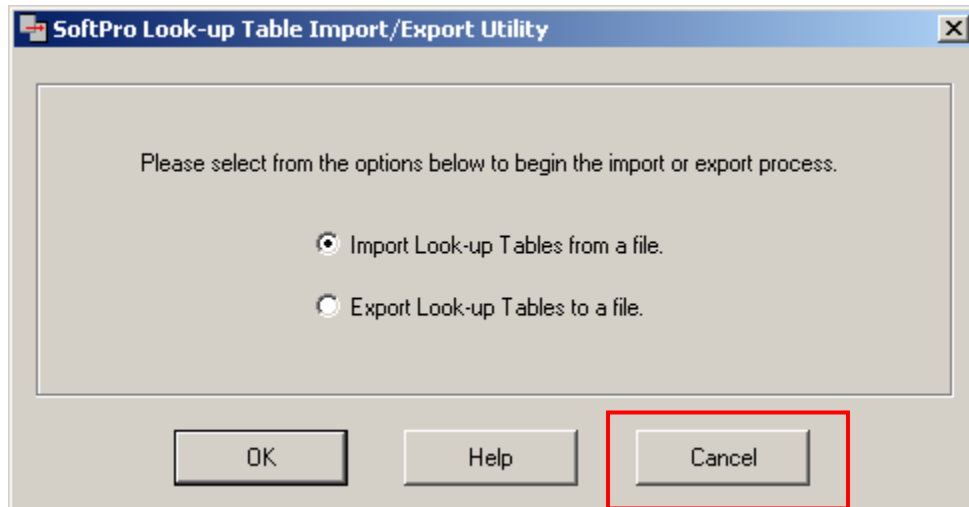 SoftPro Look-up Table Import/Export Utility
Please select from the options below to begin the import or export process.
Import Look-up Tables from a file.
Export Look-up Tables to a file.
OK Help Cancel